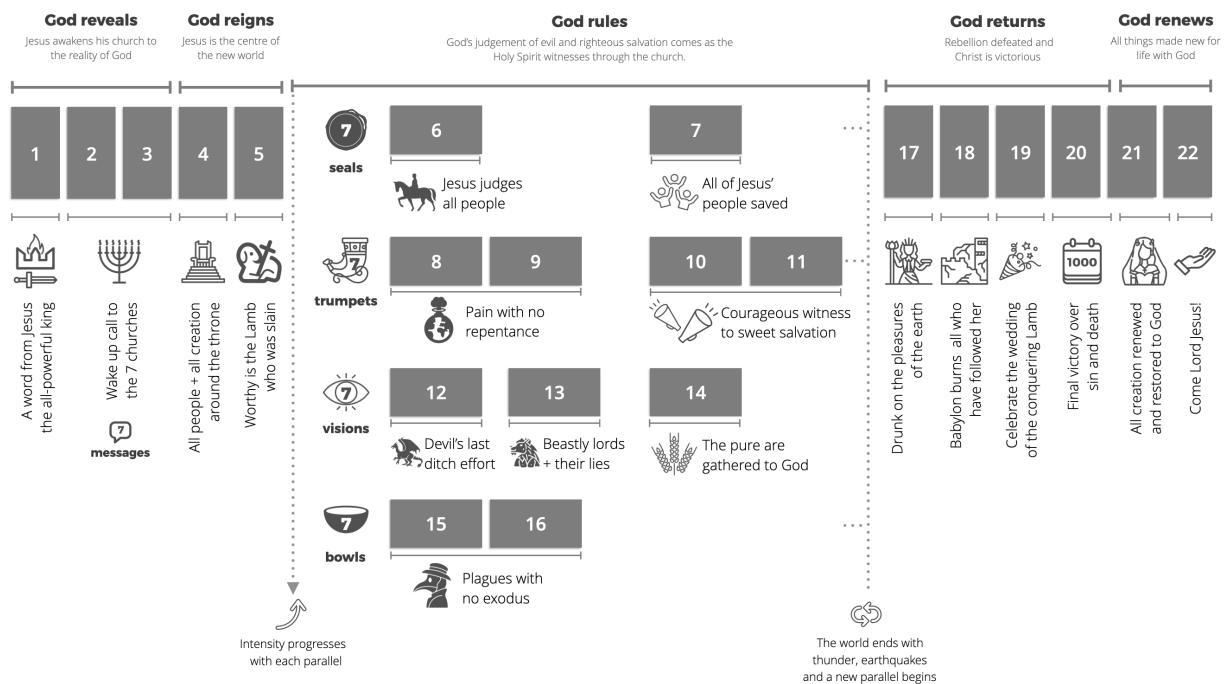 God reveals
Jesus awakens his church to
the reality of God
God reigns
Jesus is the centre of
the new world
God rules
God's judgement of evil and righteous salvation comes as the
Holy Spirit witnesses through the church.
God returns
Rebellion defeated and
Christ is victorious
God renews
All things made new for
life with God
1
2
3
4
5
A word from Jesus
the all-powerful king
Wake up call to
the 7 churches
7
messages
All people + all creation
around the throne
Worthy is the Lamb
who was slain
7
seals
6
Jesus judges
all people
7
All of Jesus'
people saved
7
trumpets
8
9
Pain with no
repentance
10
11
Courageous witness
to sweet salvation
7
visions
12
Devil's last
ditch effort
13
Beastly lords
+ their lies
14
The pure are
gathered to God
7
bowls
15
16
Plagues with
no exodus
17
18
19
20
21
22
1000
Drunk on the pleasures
of the earth
Babylon burns all who
have followed her
Celebrate the wedding
of the conquering Lamb
Final victory over
sin and death
All creation renewed
and restored to God
Come Lord Jesus!
Intensity progresses
with each parallel
The world ends with
thunder, earthquakes
and a new parallel begins